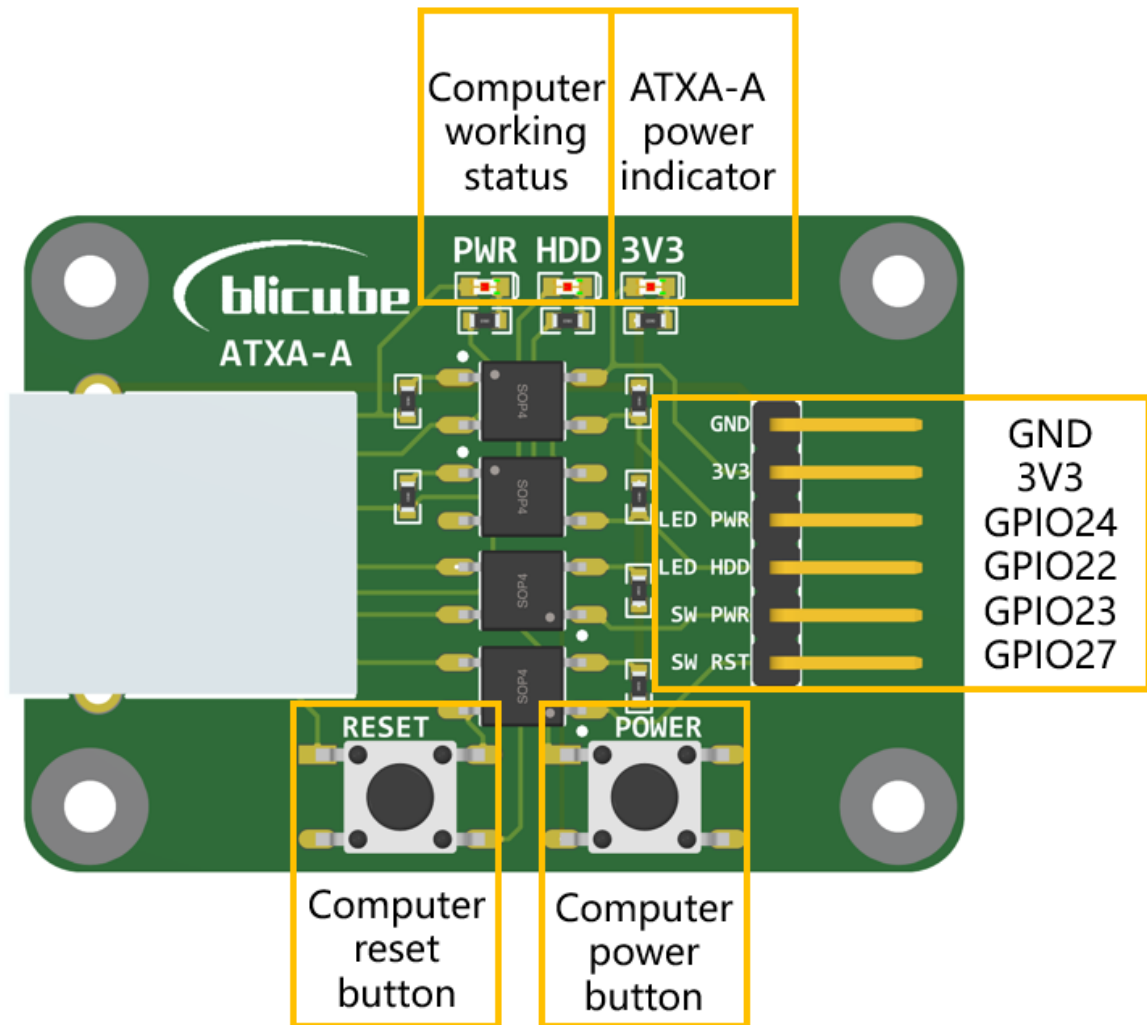 Computer
working
status
ATXA-A
power
indicator
PWR HDD 3V3
blicube
ATXA-A
SOP4
SOP4
SOP4
SOP4
GND GND
3V3 3V3
LED PWR GPIO24
LED HDD GPIO22
SW PWR GPIO23
SW RST GPIO27
RESET
POWER
Computer
reset
button
Computer
power
button